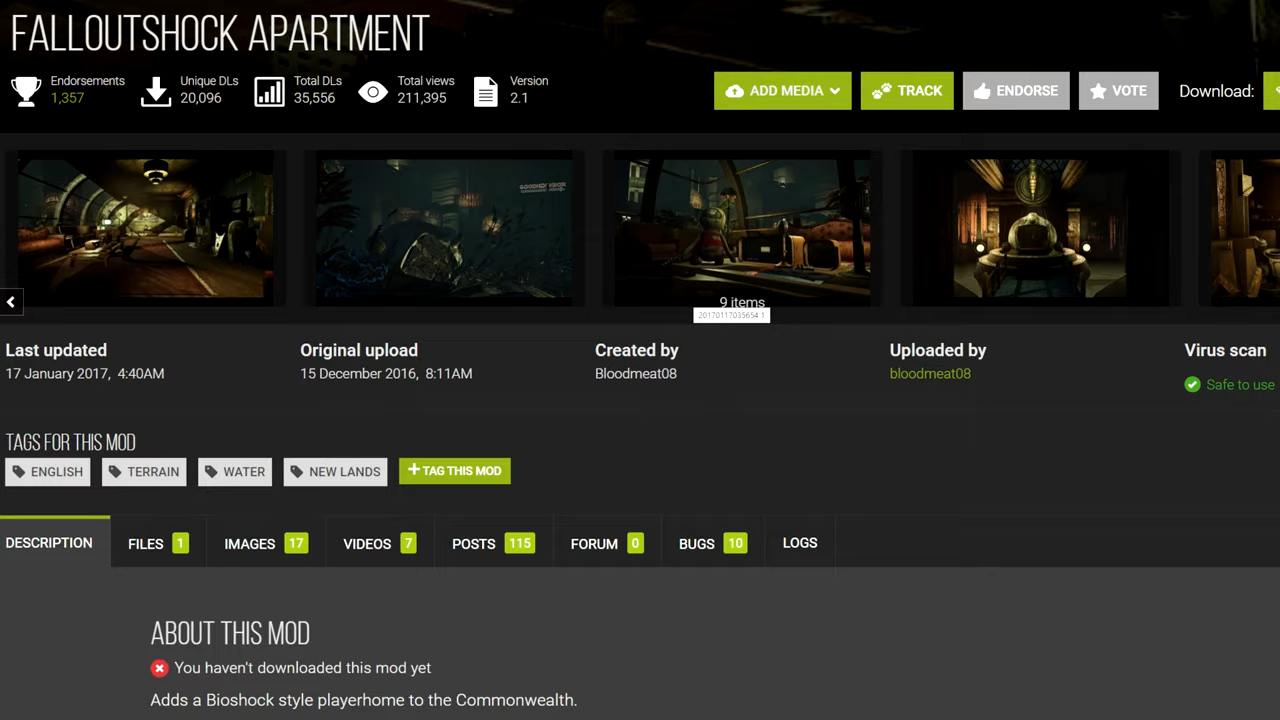 FALLOUTSHOCK APARTMENT
Endorsements
1,357
Unique DLs
20,096
Total DLs
35,556
Total views
211,395
Version
2.1
ADD MEDIA
TRACK
ENDORSE
VOTE
Download:
9 items
20170117035654 1
Last updated
17 January 2017, 4:40AM
Original upload
15 December 2016, 8:11AM
Created by
Bloodmeat08
Uploaded by
bloodmeat08
Virus scan
Safe to use
TAGS FOR THIS MOD
ENGLISH
TERRAIN
WATER
NEW LANDS
+ TAG THIS MOD
DESCRIPTION
FILES 1
IMAGES 17
VIDEOS 7
POSTS 115
FORUM 0
BUGS 10
LOGS
ABOUT THIS MOD
You haven't downloaded this mod yet
Adds a Bioshock style playerhome to the Commonwealth.